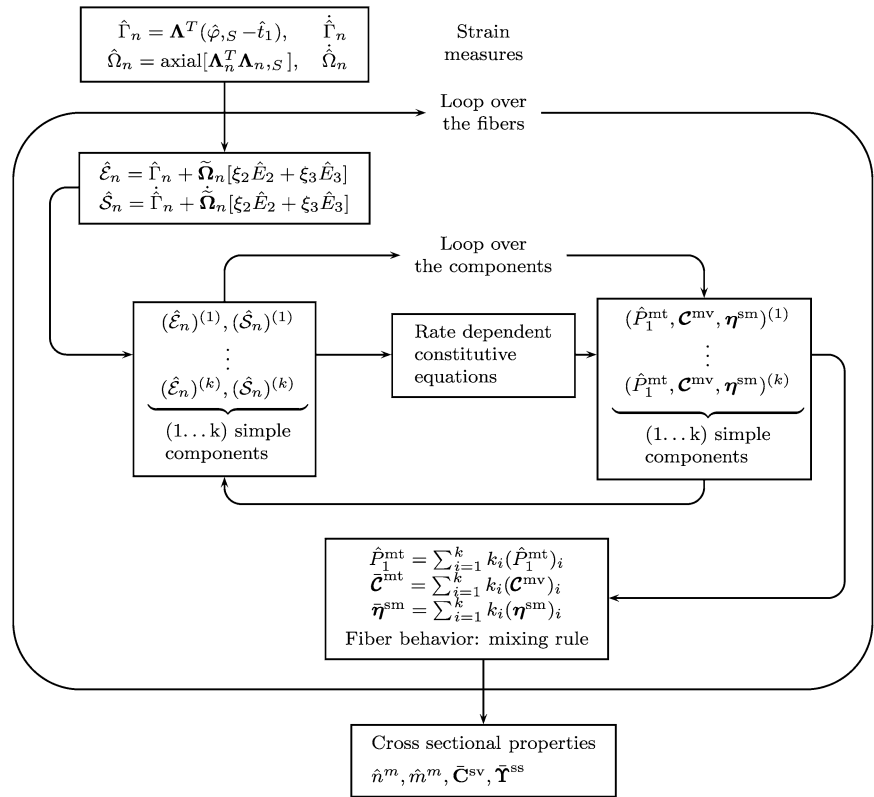 Γ̂ₙ = Λᵀ(φ̂,_S −t̂₁), Γ̂̇ₙ
Ω̂ₙ = axial[ΛₙᵀΛₙ,_S ], Ω̂̇ₙ
Strain
measures
Loop over
the fibers
ℰ̂ₙ = Γ̂ₙ + Ω̃ₙ[ξ₂Ê₂ + ξ₃Ê₃]
𝒮̂ₙ = Γ̂̇ₙ + Ω̃̇ₙ[ξ₂Ê₂ + ξ₃Ê₃]
Loop over
the components
(ℰ̂ₙ)⁽¹⁾, (𝒮̂ₙ)⁽¹⁾
⋮
(ℰ̂ₙ)⁽ᵏ⁾, (𝒮̂ₙ)⁽ᵏ⁾
(1...k) simple
components
Rate dependent
constitutive
equations
(P̂₁ᵐᵗ, 𝓒ᵐᵛ, ηˢᵐ)⁽¹⁾
⋮
(P̂₁ᵐᵗ, 𝓒ᵐᵛ, ηˢᵐ)⁽ᵏ⁾
(1...k) simple
components
P̂₁ᵐᵗ = ∑ᵢ₌₁ᵏ kᵢ(P̂₁ᵐᵗ)ᵢ
𝓒̄ᵐᵗ = ∑ᵢ₌₁ᵏ kᵢ(𝓒ᵐᵛ)ᵢ
η̄ˢᵐ = ∑ᵢ₌₁ᵏ kᵢ(ηˢᵐ)ᵢ
Fiber behavior: mixing rule
Cross sectional properties
n̂ᵐ, m̂ᵐ, C̄ˢᵛ, Ῡˢˢ